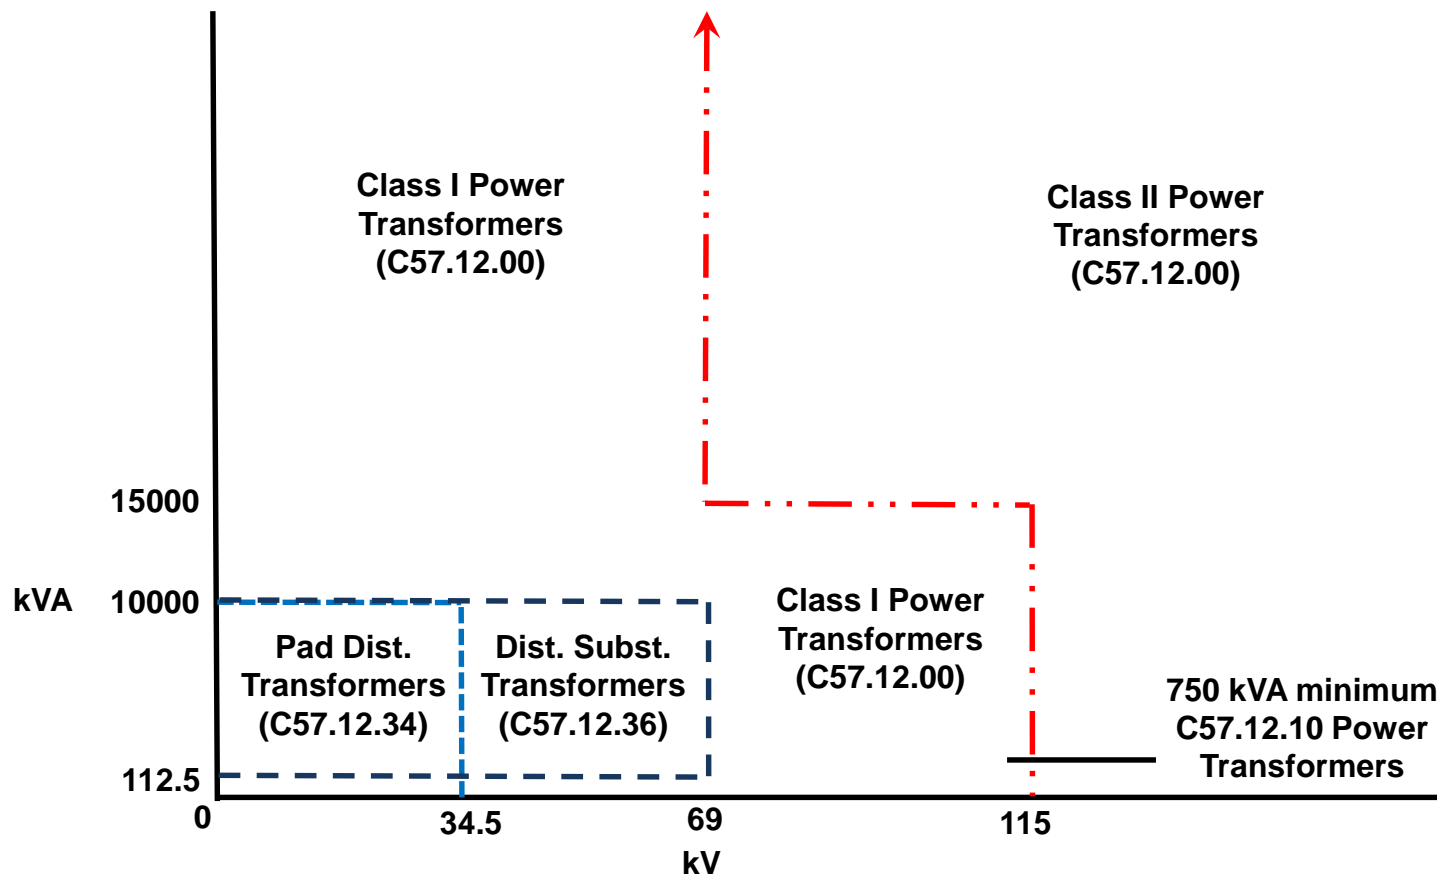 Class I Power
Transformers
(C57.12.00)
Class II Power
Transformers
(C57.12.00)
15000
kVA
10000
Class I Power
Transformers
(C57.12.00)
Pad Dist.
Transformers
(C57.12.34)
Dist. Subst.
Transformers
(C57.12.36)
750 kVA minimum
C57.12.10 Power
Transformers
112.5
0
34.5
69
115
kV